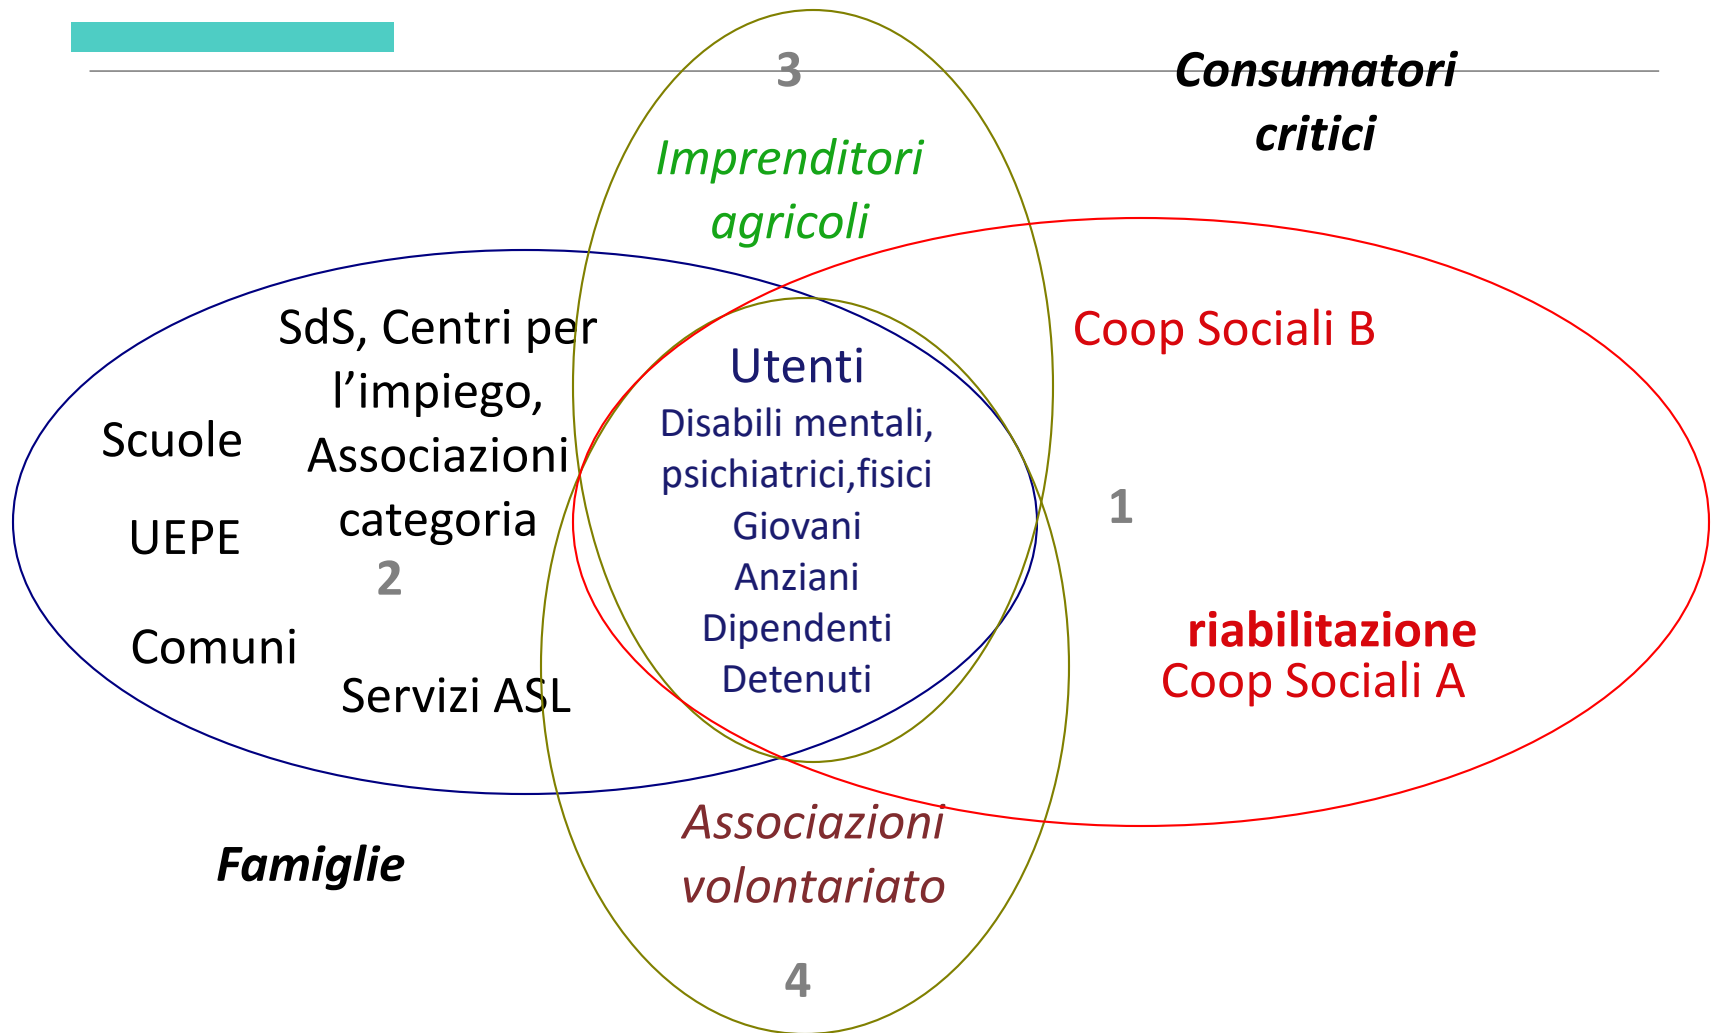 3
Consumatori
critici
Imprenditori
agricoli
SdS, Centri per
l’impiego,
Associazioni
categoria
Scuole
UEPE
2
Comuni
Servizi ASL
Utenti
Disabili mentali,
psichiatrici,fisici
Giovani
Anziani
Dipendenti
Detenuti
Coop Sociali B
1
riabilitazione
Coop Sociali A
Famiglie
Associazioni
volontariato
4